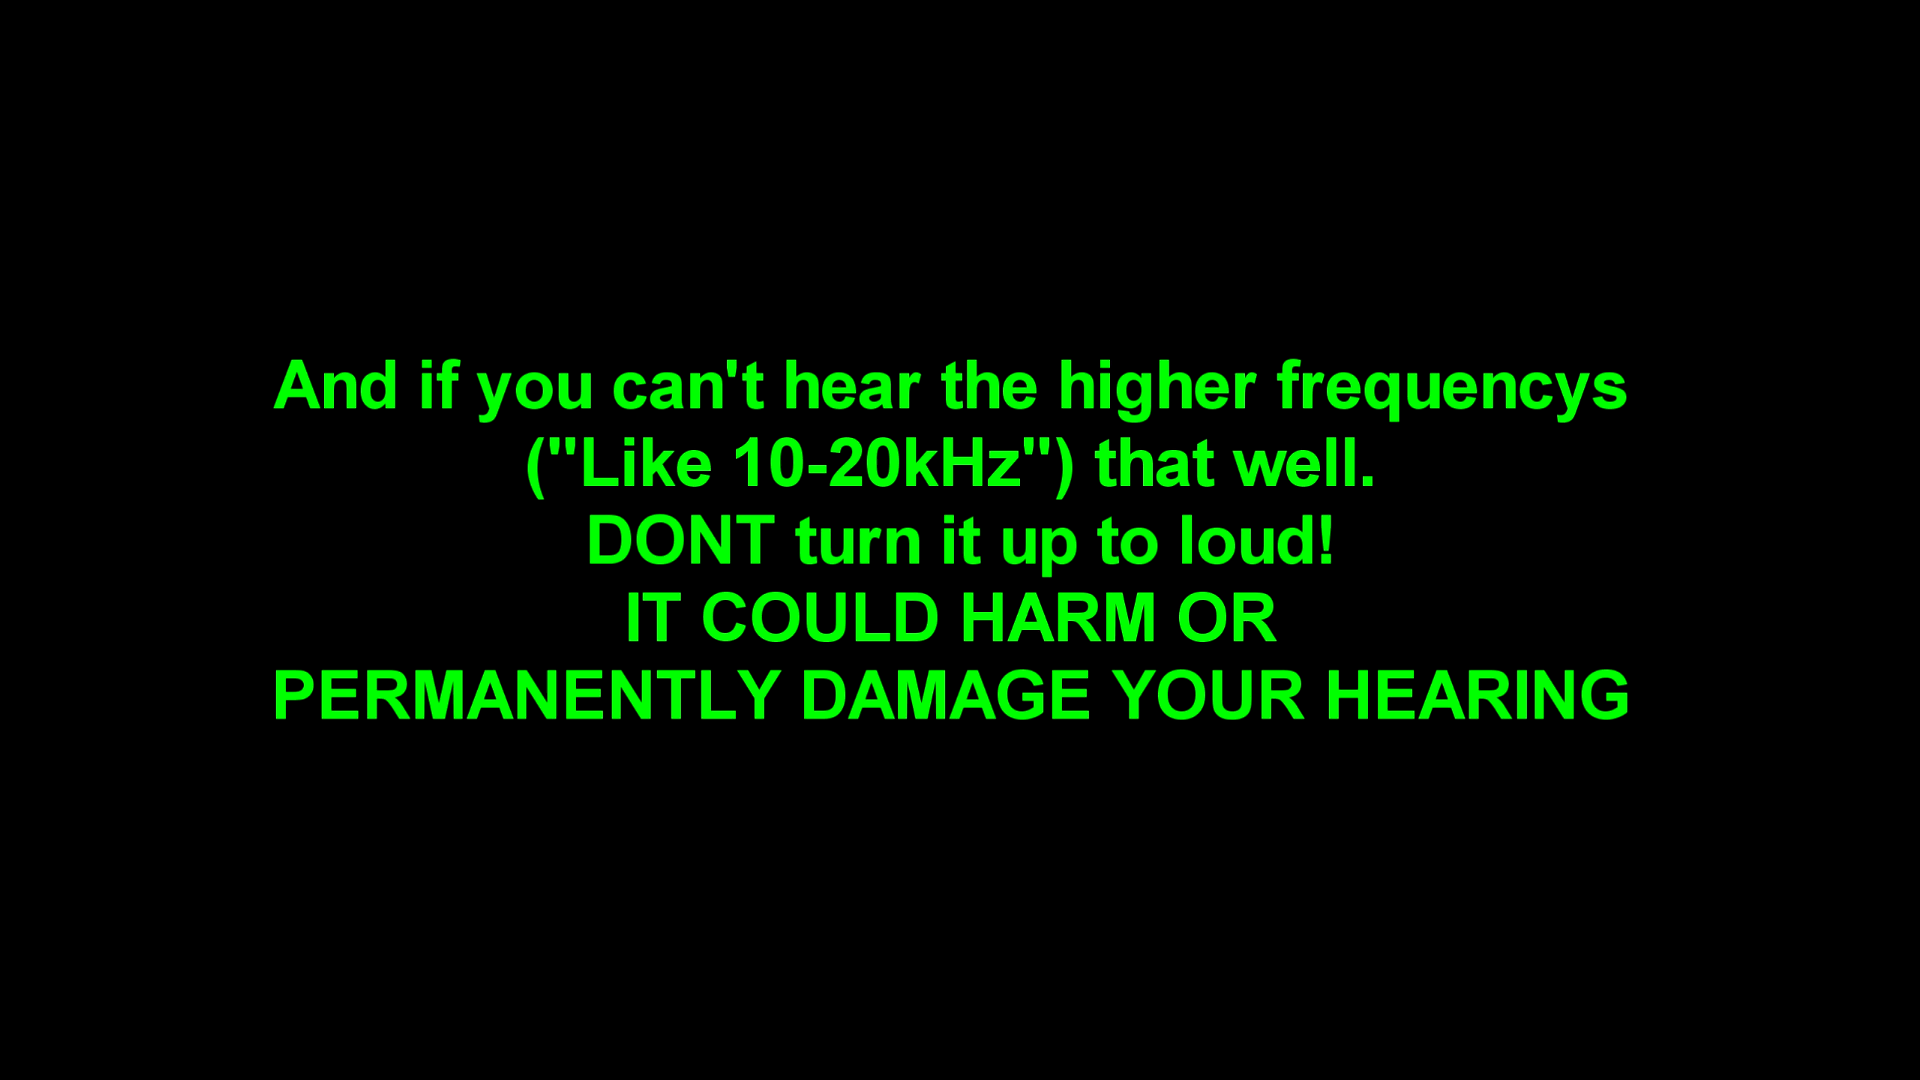 And if you can't hear the higher frequencys
("Like 10-20kHz") that well.
DONT turn it up to loud!
IT COULD HARM OR
PERMANENTLY DAMAGE YOUR HEARING